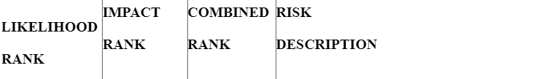 LIKELIHOOD
RANK
IMPACT
RANK
COMBINED
RANK
RISK
DESCRIPTION